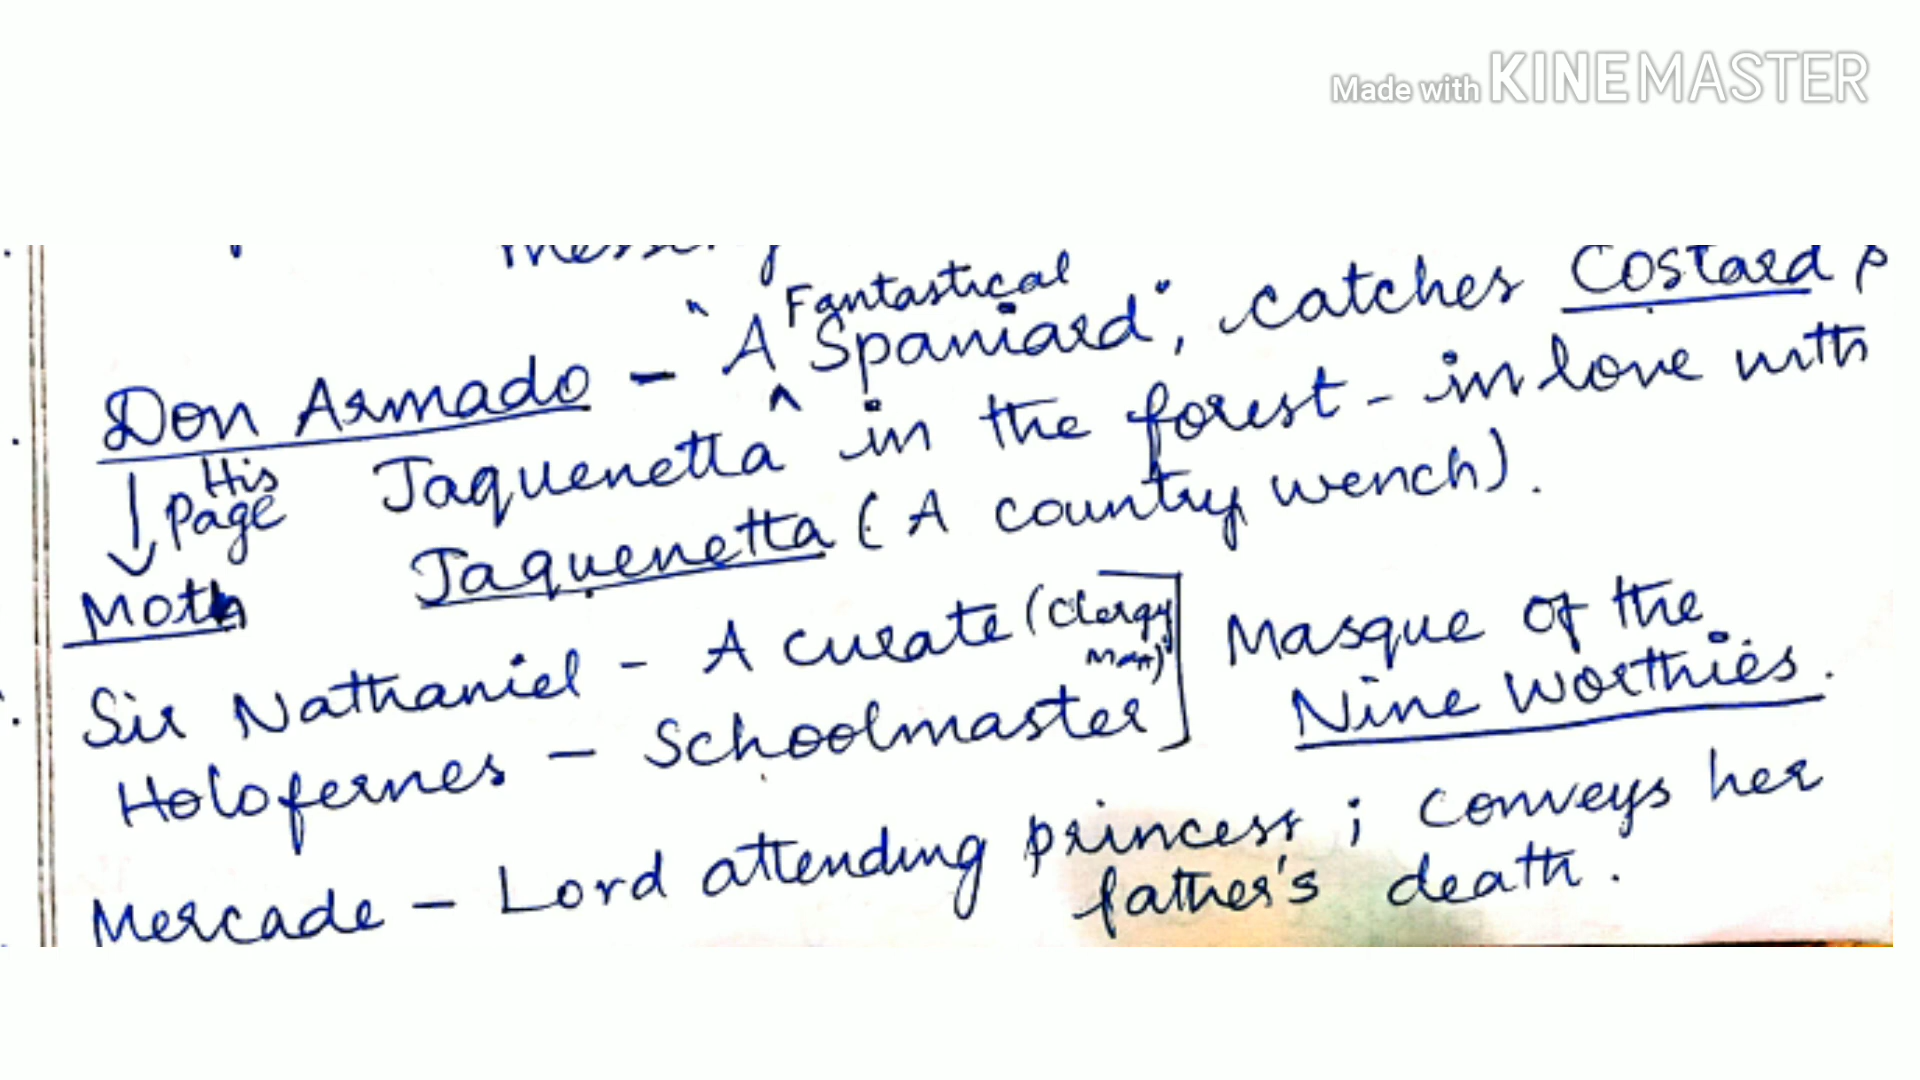 Made with KINEMASTER
Don Armado - "A Fantastical Spaniard", catches Costard
His Page
Jaquenetta in the forest - in love with
Jaquenetta (A country wench).
Moth
Sir Nathaniel - A curate (Clergy man)
Holofernes - Schoolmaster
Masque of the
Nine Worthies.
Mercade - Lord attending princess ; conveys her
father's death.